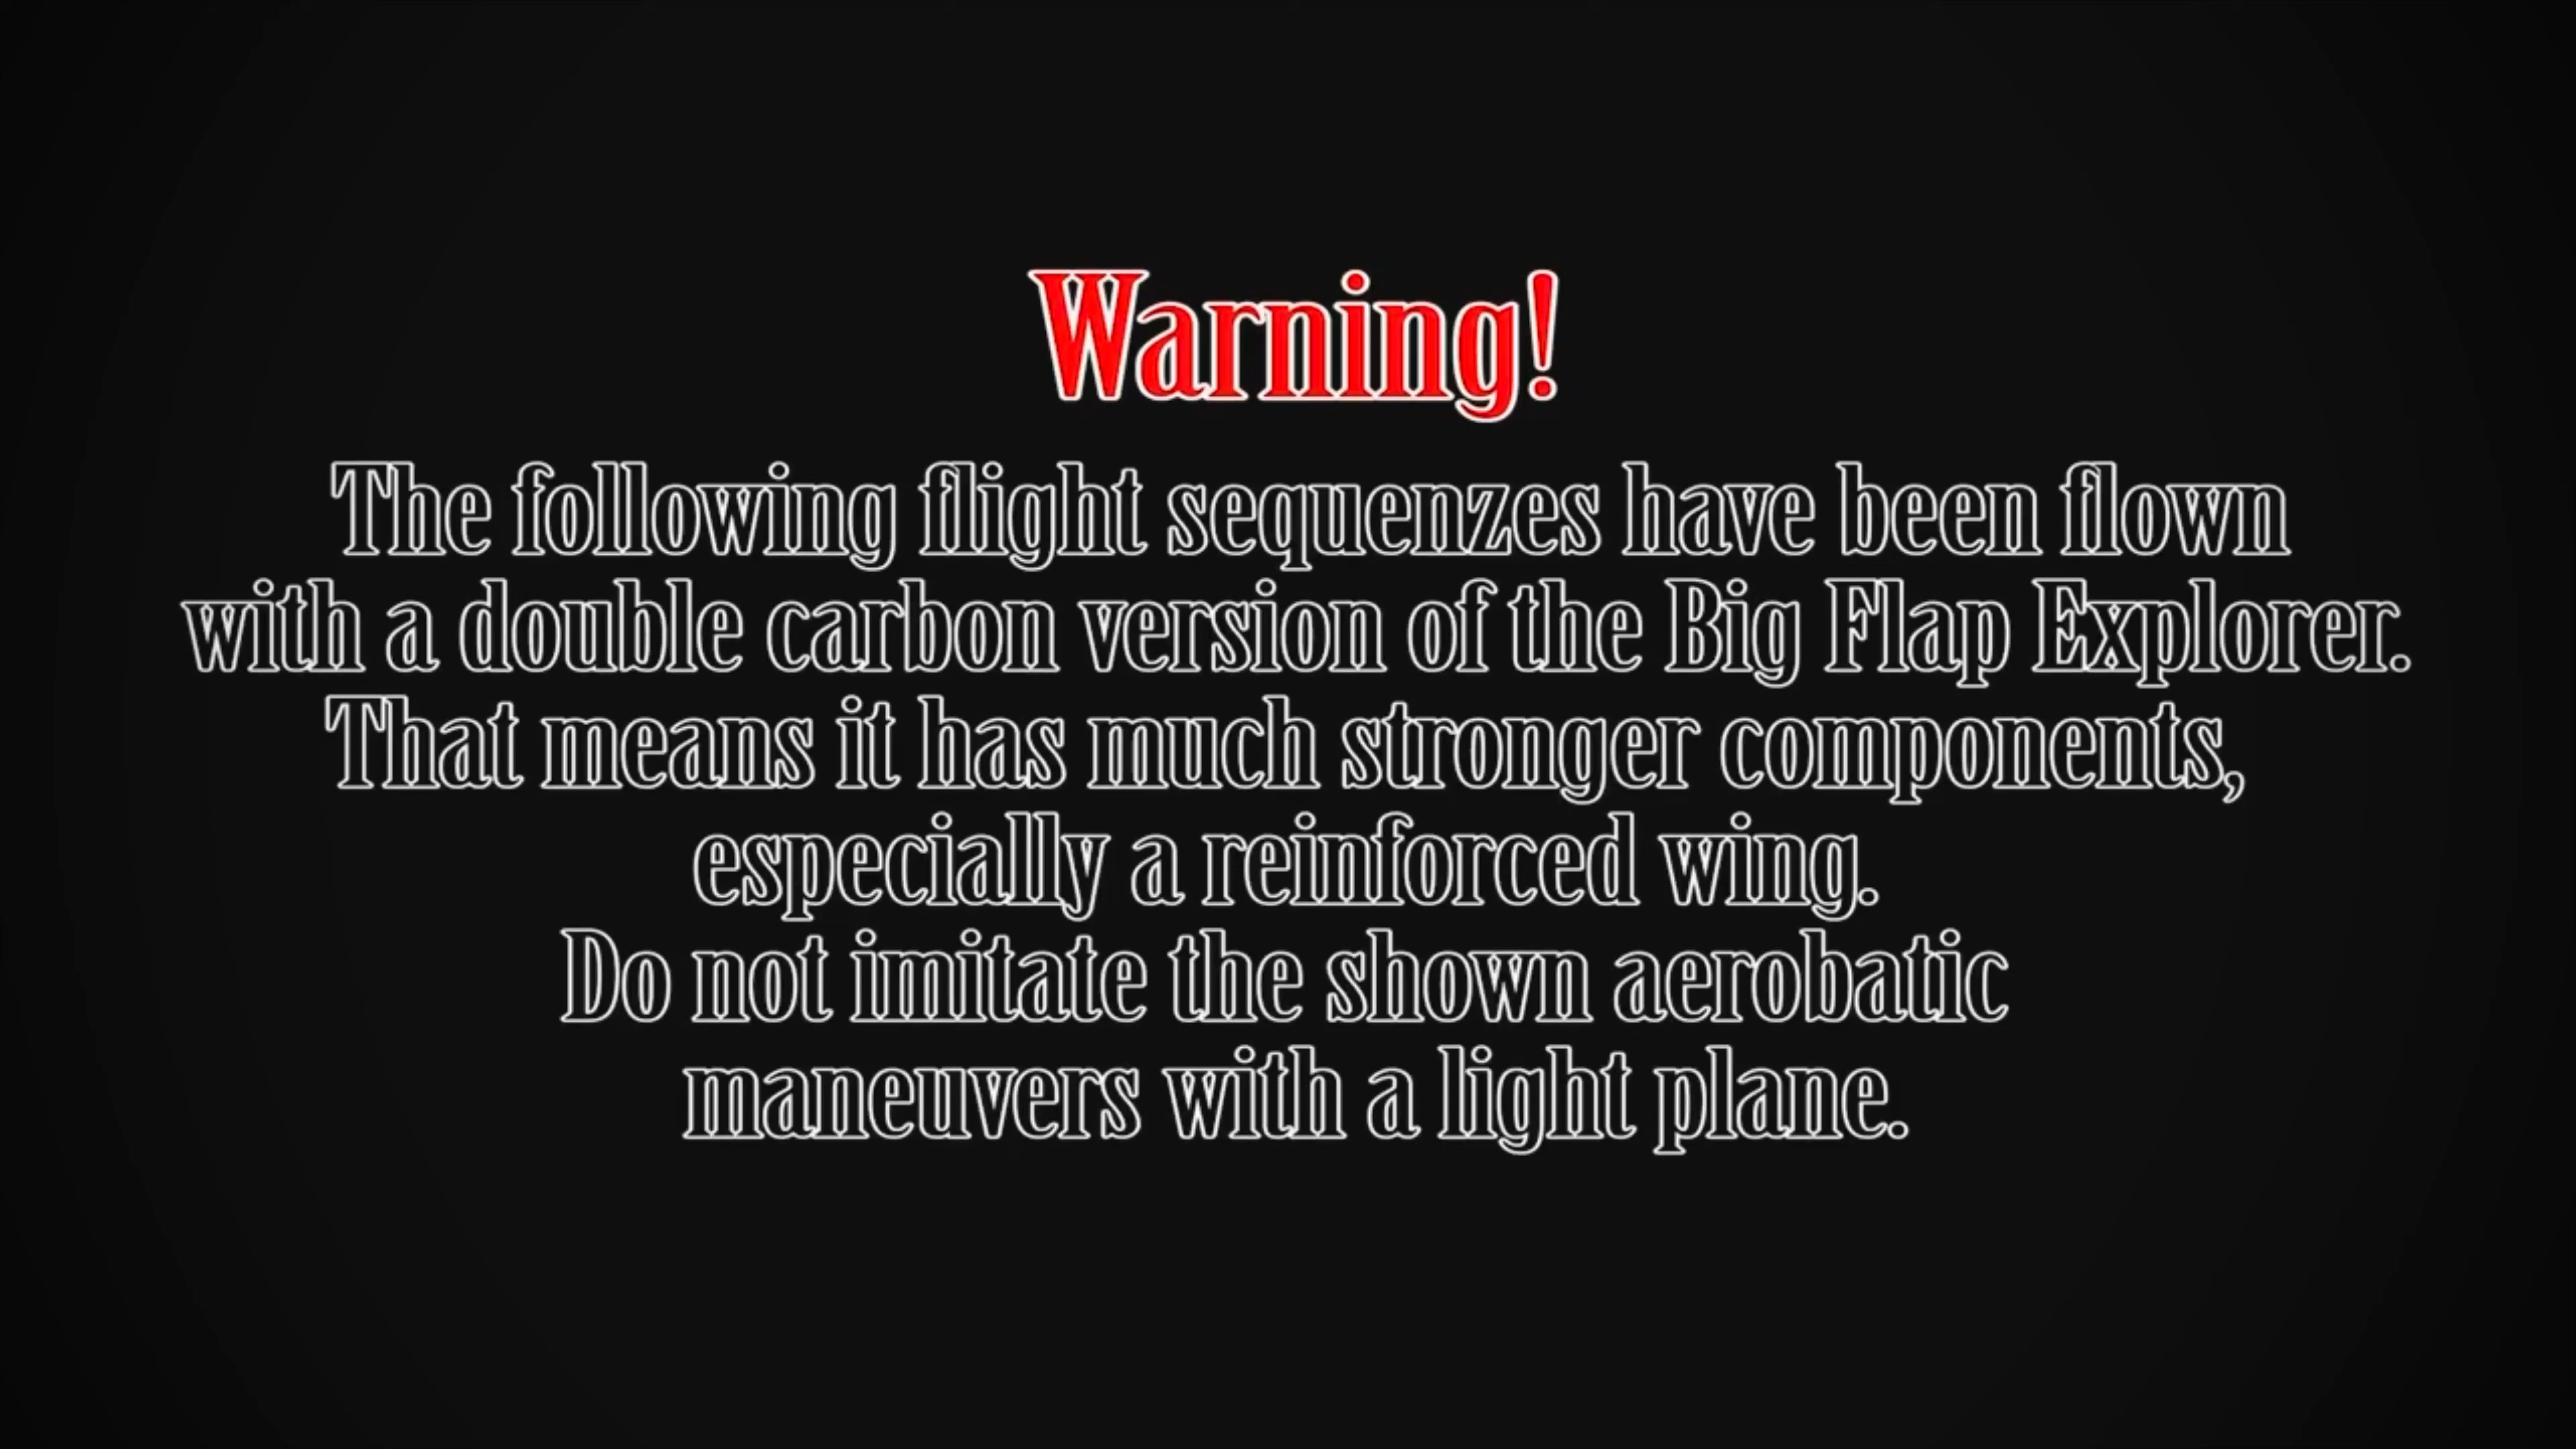 Warning!
The following flight sequenzes have been flown
with a double carbon version of the Big Flap Explorer.
That means it has much stronger components,
especially a reinforced wing.
Do not imitate the shown aerobatic
maneuvers with a light plane.